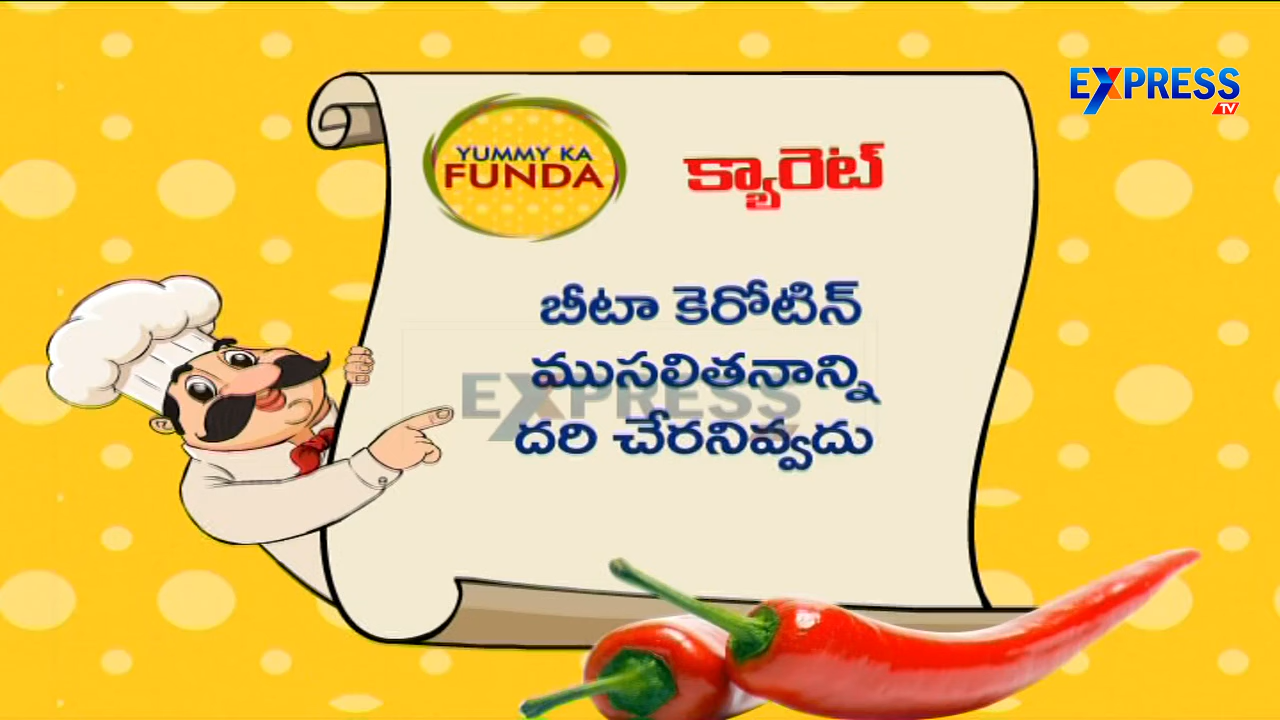 EXPRESS
TV
YUMMY KA
FUNDA
క్యారెట్
బీటా కెరోటిన్
ముసలితనాన్ని
దరి చేరనివ్వదు
EXPRESS